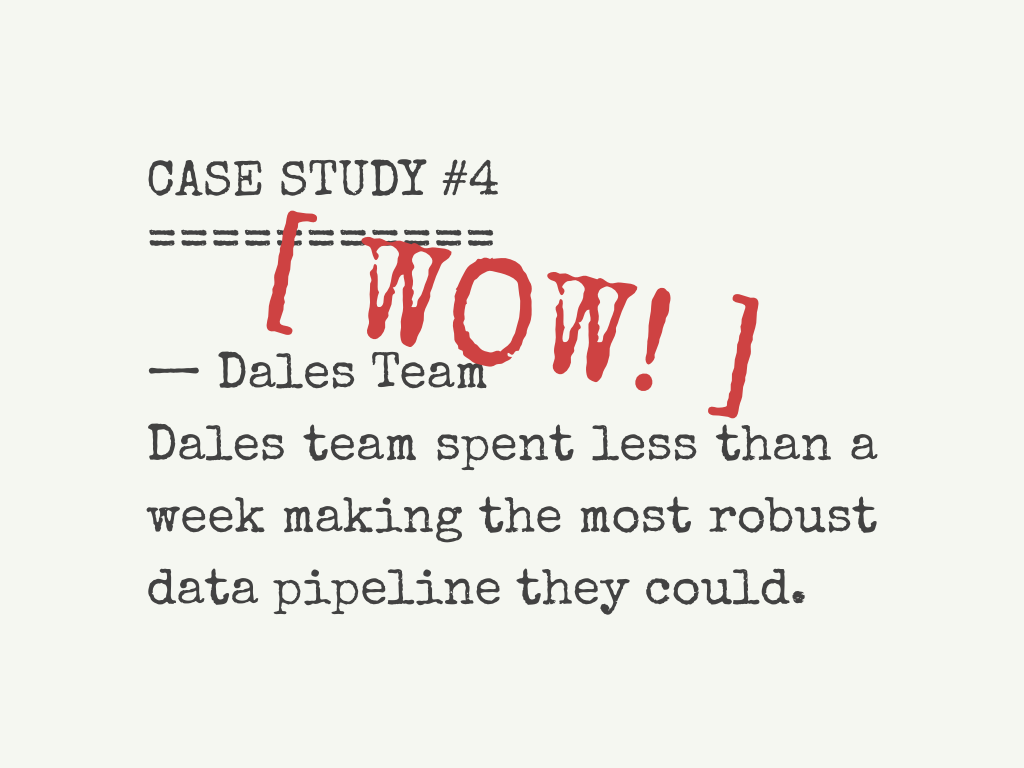 CASE STUDY #4
===========
[ WOW! ]
— Dales Team
Dales team spent less than a
week making the most robust
data pipeline they could.